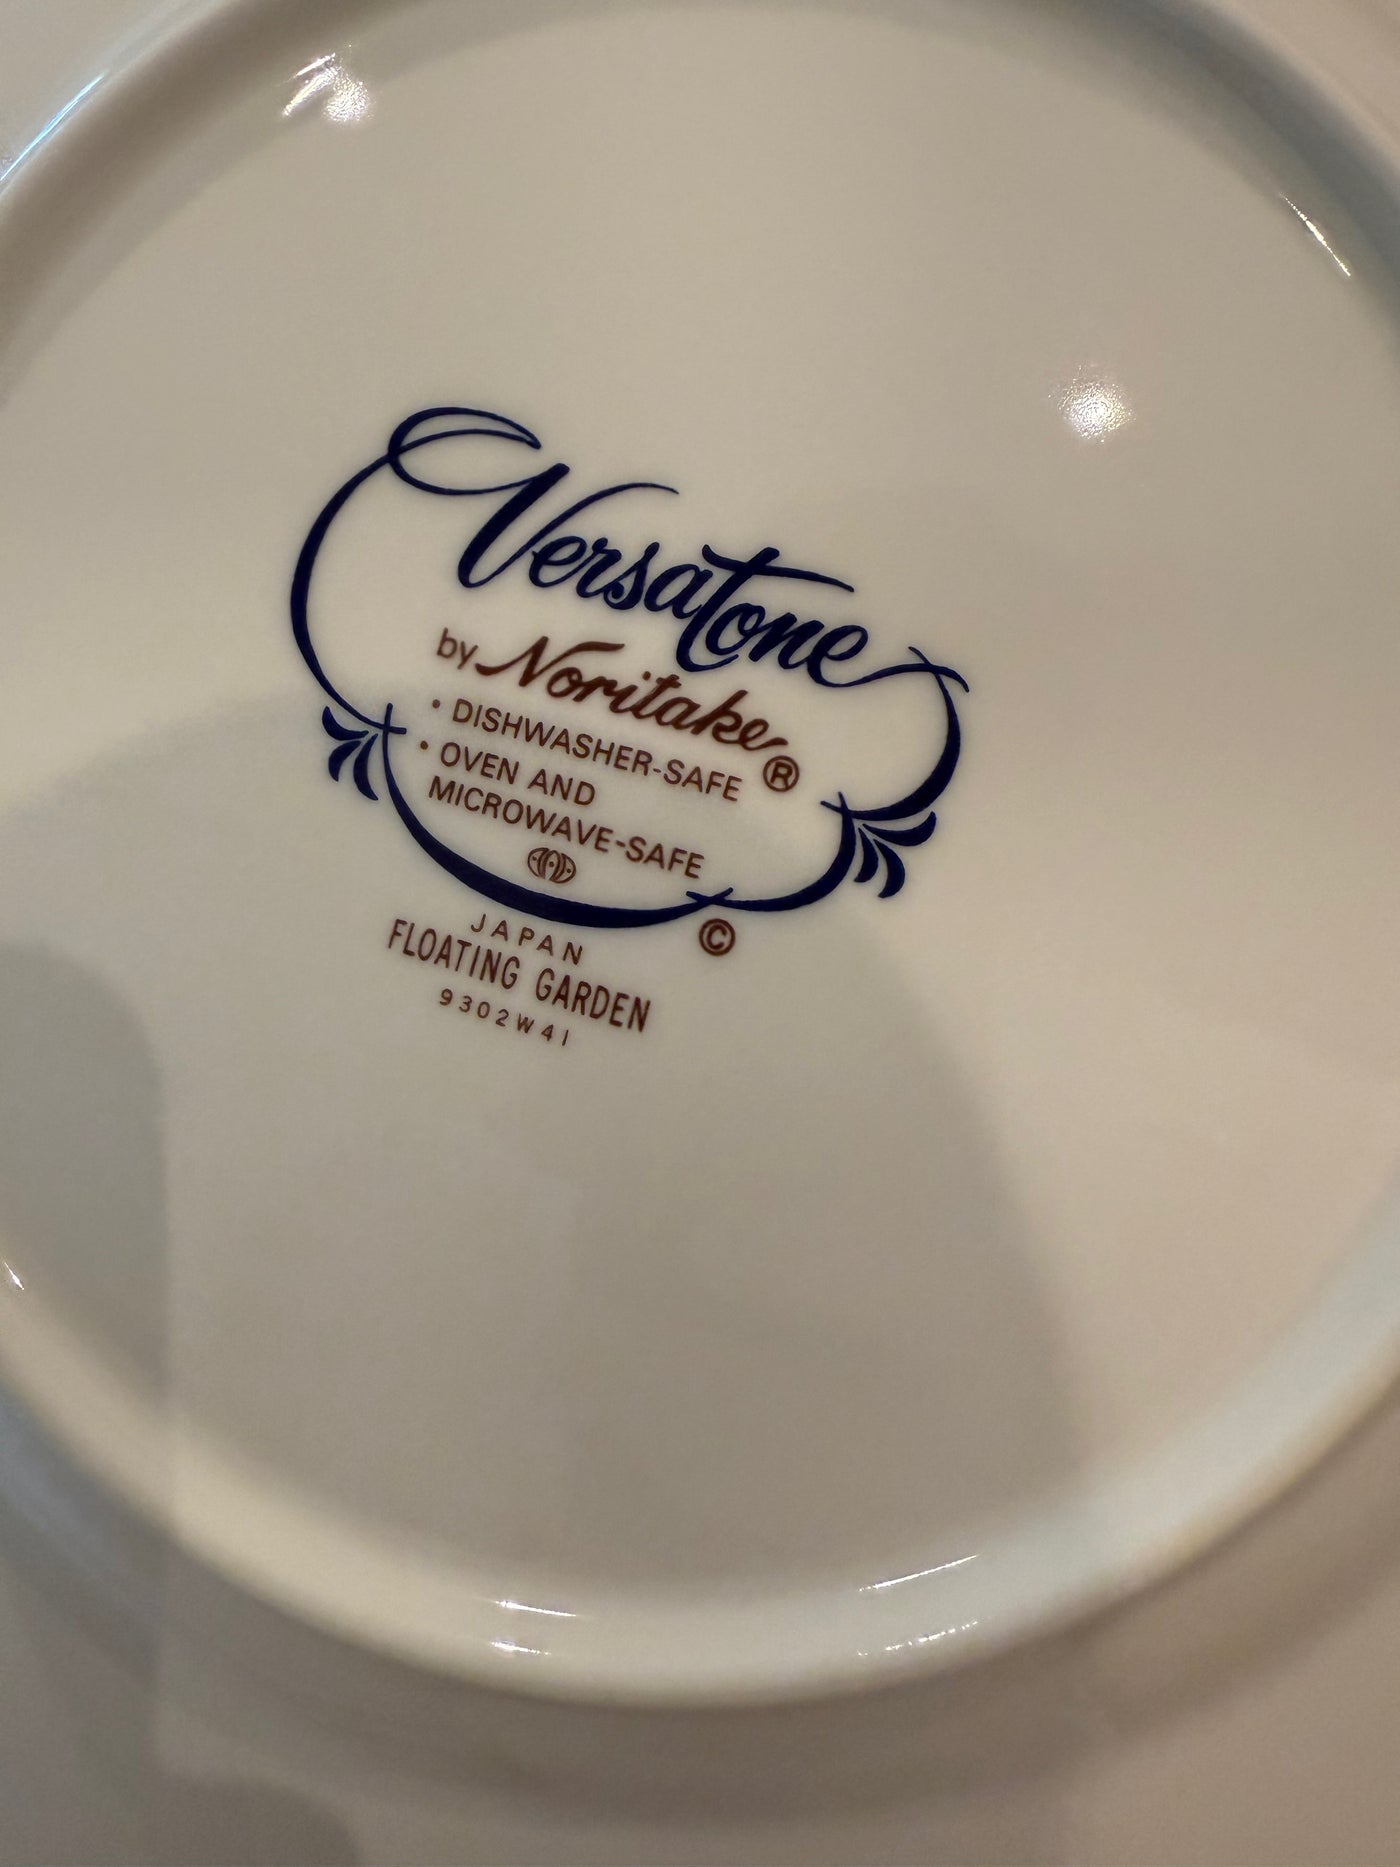 Versatone
by Noritake®
• DISHWASHER-SAFE
• OVEN AND
MICROWAVE-SAFE
©
JAPAN
FLOATING GARDEN
9302W41